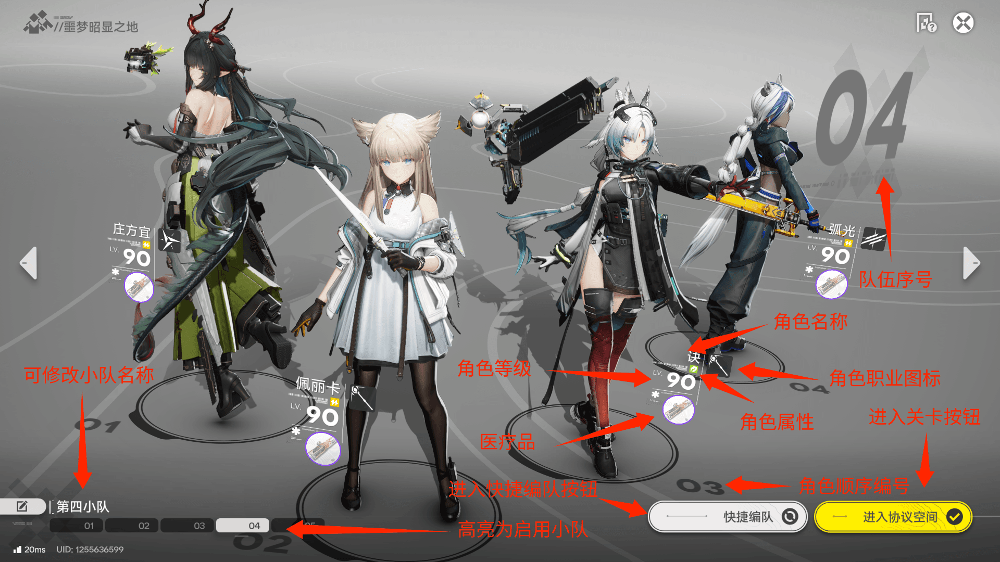 //噩梦昭显之地
04
庄方宜
LV. 90
弧光
LV. 90
队伍序号
角色名称
诀
LV. 90
角色等级
角色职业图标
角色属性
医疗品
可修改小队名称
佩丽卡
LV. 90
进入关卡按钮
01
02
03
04
角色顺序编号
进入快捷编队按钮
第四小队
01
02
03
04
05
高亮为启用小队
快捷编队
进入协议空间
20ms
UID: 1255636599